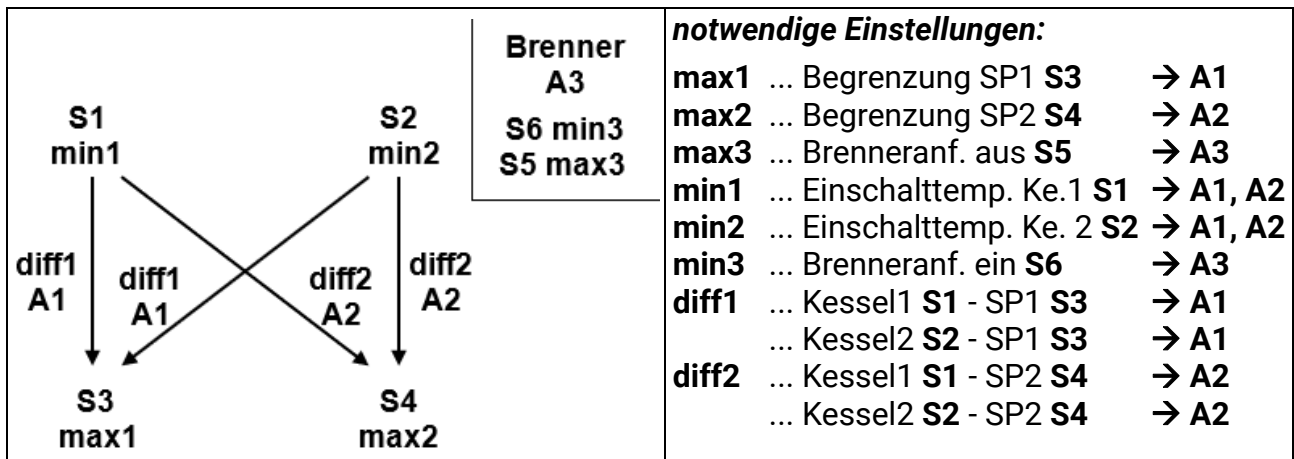 Brenner
A3
S6 min3
S5 max3
S1
min1
S2
min2
diff1
A1
diff1
A1
diff2
A2
diff2
A2
S3
max1
S4
max2
notwendige Einstellungen:
max1 ... Begrenzung SP1 S3 → A1
max2 ... Begrenzung SP2 S4 → A2
max3 ... Brenneranf. aus S5 → A3
min1 ... Einschalttemp. Ke.1 S1 → A1, A2
min2 ... Einschalttemp. Ke. 2 S2 → A1, A2
min3 ... Brenneranf. ein S6 → A3
diff1 ... Kessel1 S1 - SP1 S3 → A1
... Kessel2 S2 - SP1 S3 → A1
diff2 ... Kessel1 S1 - SP2 S4 → A2
... Kessel2 S2 - SP2 S4 → A2